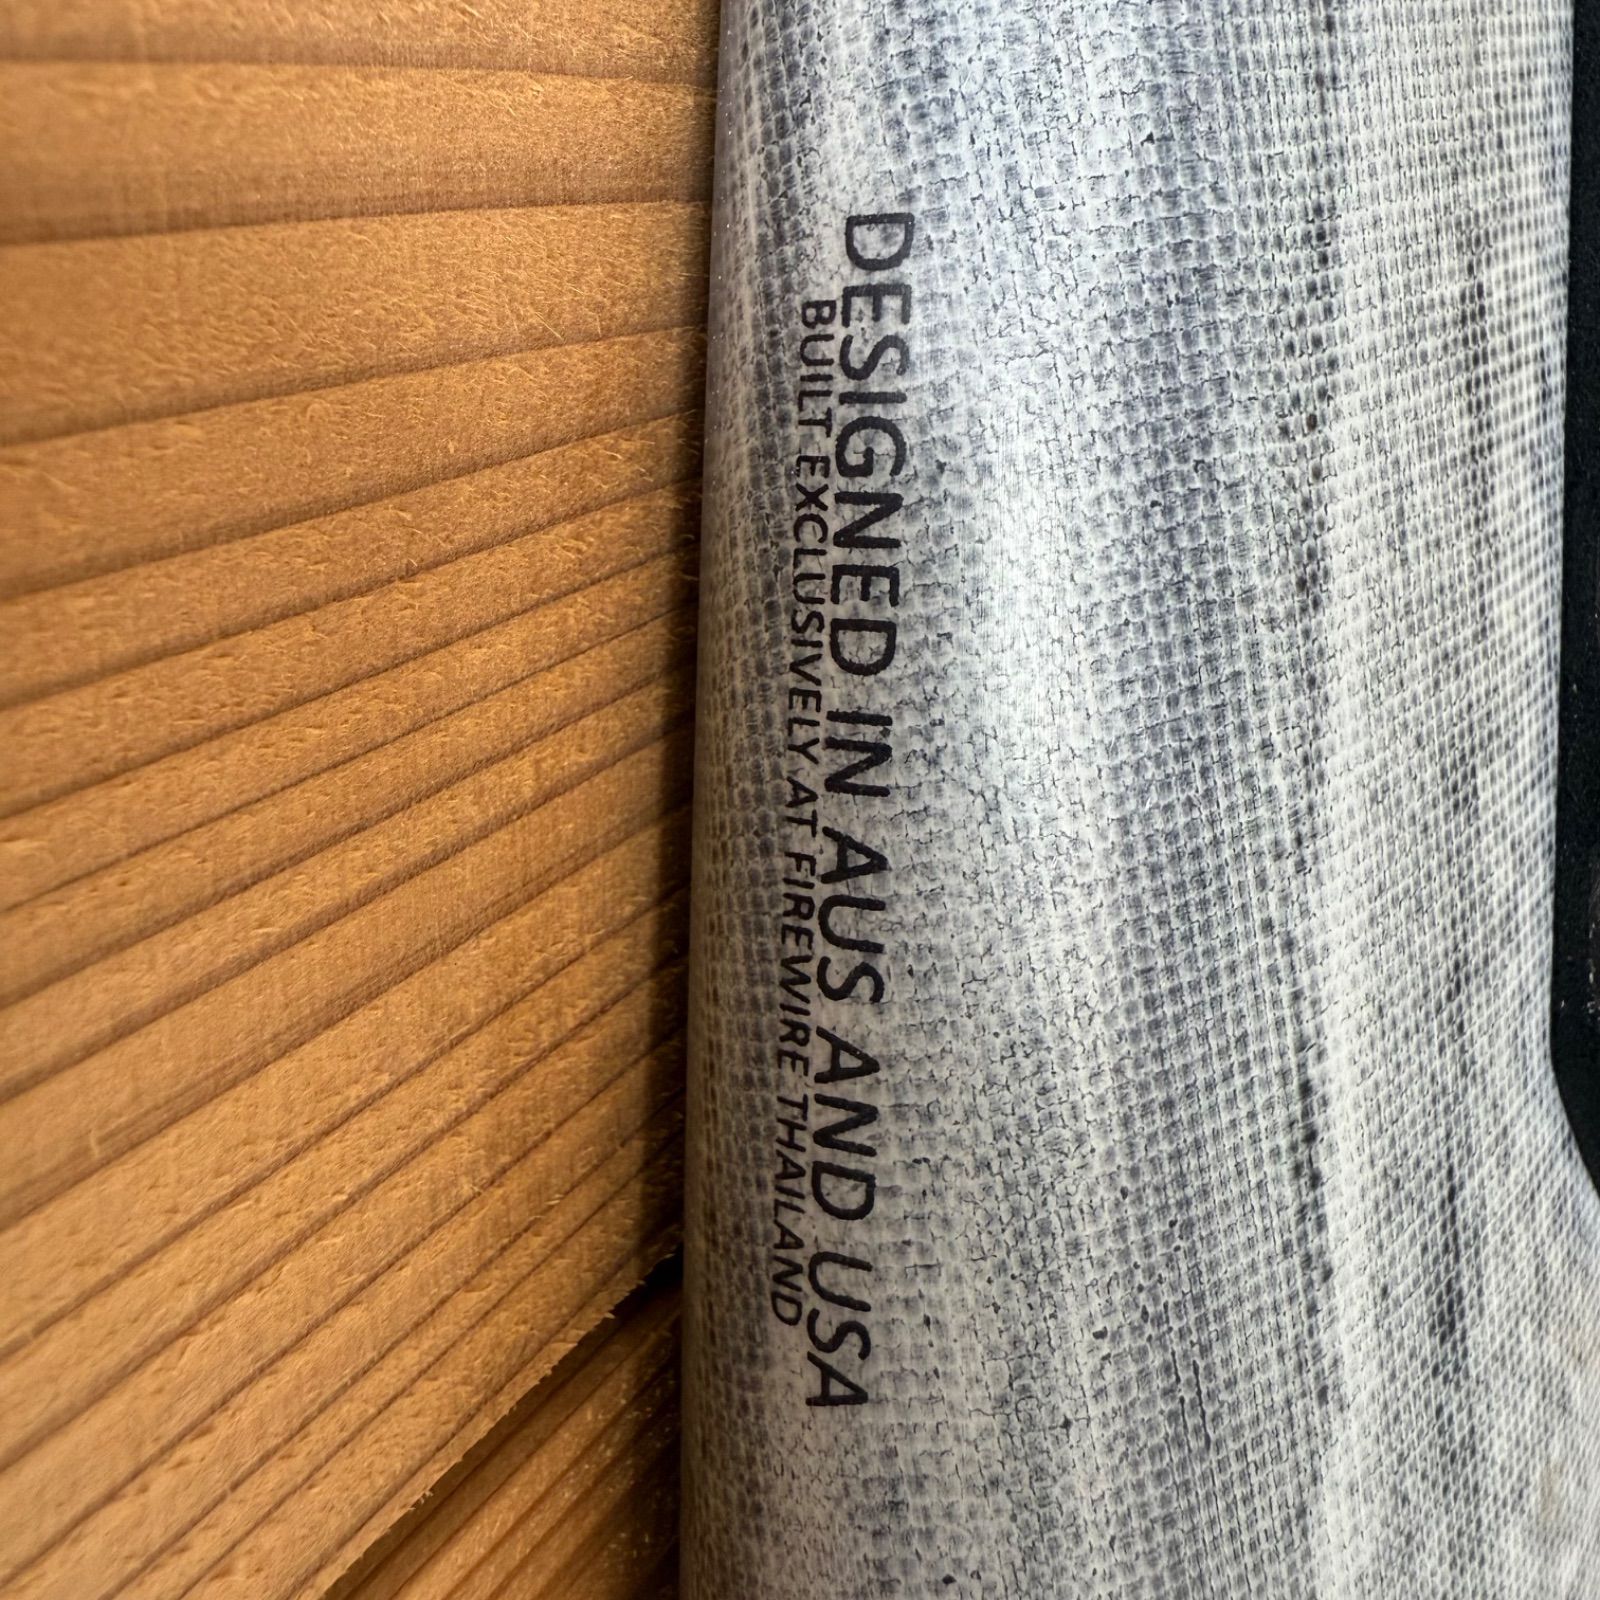 DESIGNED IN AUS AND USA
BUILT EXCLUSIVELY AT FIREWIRE THAILAND